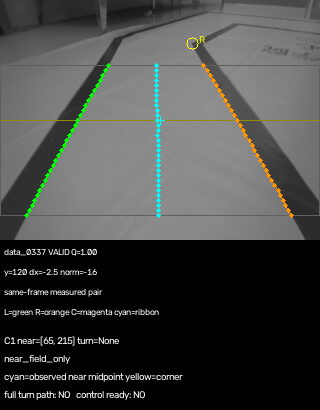 R
data_0337 VALID Q=1.00
y=120 dx=-2.5 norm=-16
same-frame measured pair
L=green R=orange C=magenta cyan=ribbon
C1 near=[65, 215] turn=None
near_field_only
cyan=observed near midpoint yellow=corner
full turn path: NO control ready: NO